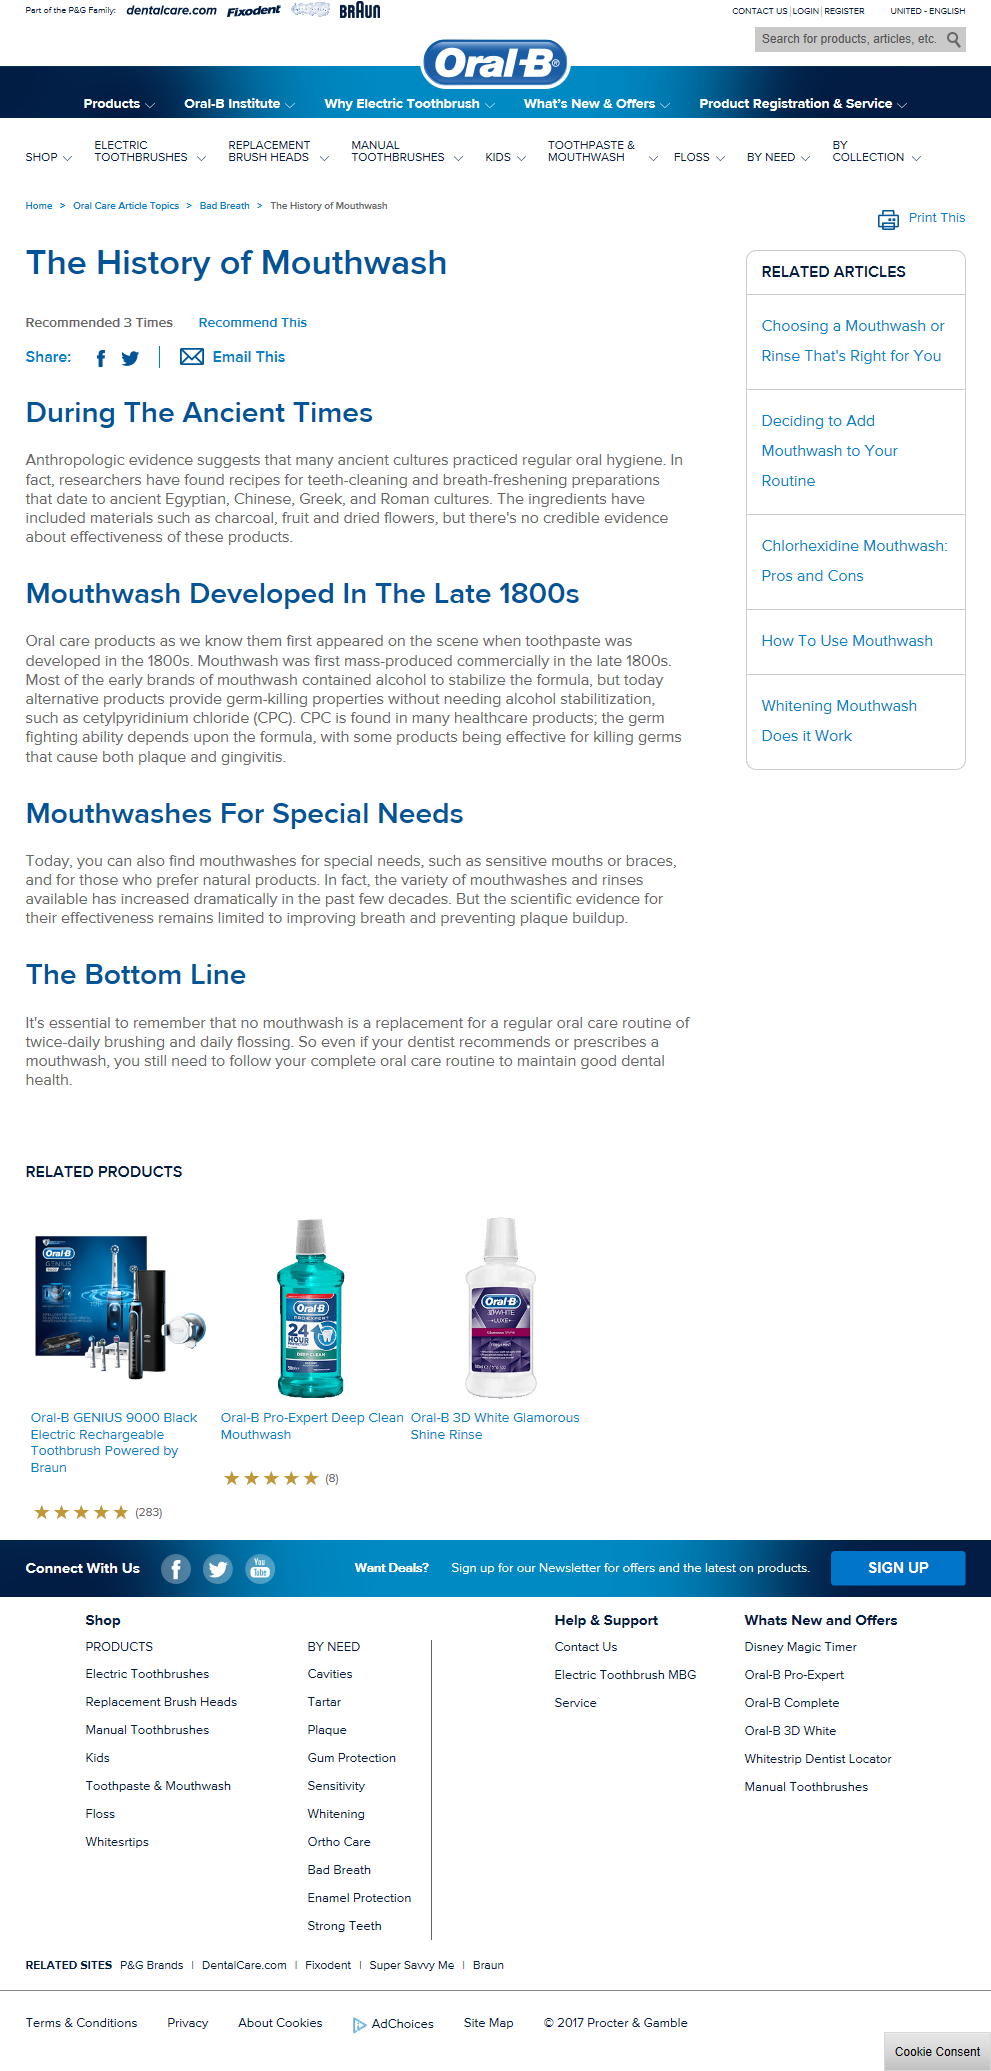 Part of the P&G Family: dentalcare.com Fixodent BRAUN
CONTACT US | LOGIN | REGISTER UNITED - ENGLISH
Search for products, articles, etc.
Oral-B®
Products Oral-B Institute Why Electric Toothbrush What's New & Offers Product Registration & Service
SHOP ELECTRIC TOOTHBRUSHES REPLACEMENT BRUSH HEADS MANUAL TOOTHBRUSHES KIDS TOOTHPASTE & MOUTHWASH FLOSS BY NEED BY COLLECTION
Home > Oral Care Article Topics > Bad Breath > The History of Mouthwash
Print This
The History of Mouthwash
Recommended 3 Times Recommend This
Share: Email This
During The Ancient Times
Anthropologic evidence suggests that many ancient cultures practiced regular oral hygiene. In
fact, researchers have found recipes for teeth-cleaning and breath-freshening preparations
that date to ancient Egyptian, Chinese, Greek, and Roman cultures. The ingredients have
included materials such as charcoal, fruit and dried flowers, but there's no credible evidence
about effectiveness of these products.
Mouthwash Developed In The Late 1800s
Oral care products as we know them first appeared on the scene when toothpaste was
developed in the 1800s. Mouthwash was first mass-produced commercially in the late 1800s.
Most of the early brands of mouthwash contained alcohol to stabilize the formula, but today
alternative products provide germ-killing properties without needing alcohol stabilitization,
such as cetylpyridinium chloride (CPC). CPC is found in many healthcare products; the germ
fighting ability depends upon the formula, with some products being effective for killing germs
that cause both plaque and gingivitis.
Mouthwashes For Special Needs
Today, you can also find mouthwashes for special needs, such as sensitive mouths or braces,
and for those who prefer natural products. In fact, the variety of mouthwashes and rinses
available has increased dramatically in the past few decades. But the scientific evidence for
their effectiveness remains limited to improving breath and preventing plaque buildup.
The Bottom Line
It's essential to remember that no mouthwash is a replacement for a regular oral care routine of
twice-daily brushing and daily flossing. So even if your dentist recommends or prescribes a
mouthwash, you still need to follow your complete oral care routine to maintain good dental
health.
RELATED ARTICLES
Choosing a Mouthwash or
Rinse That's Right for You
Deciding to Add
Mouthwash to Your
Routine
Chlorhexidine Mouthwash:
Pros and Cons
How To Use Mouthwash
Whitening Mouthwash
Does it Work
RELATED PRODUCTS
Oral-B
GENIUS
Oral-B
PRO-EXPERT
24
HOUR
DEEP CLEAN
Oral-B
3DWHITE
LUXE
Oral-B GENIUS 9000 Black
Electric Rechargeable
Toothbrush Powered by
Braun
(283)
Oral-B Pro-Expert Deep Clean
Mouthwash
(8)
Oral-B 3D White Glamorous
Shine Rinse
Connect With Us You Tube Want Deals? Sign up for our Newsletter for offers and the latest on products. SIGN UP
Shop
PRODUCTS
Electric Toothbrushes
Replacement Brush Heads
Manual Toothbrushes
Kids
Toothpaste & Mouthwash
Floss
Whitesrtips
BY NEED
Cavities
Tartar
Plaque
Gum Protection
Sensitivity
Whitening
Ortho Care
Bad Breath
Enamel Protection
Strong Teeth
Help & Support
Contact Us
Electric Toothbrush MBG
Service
Whats New and Offers
Disney Magic Timer
Oral-B Pro-Expert
Oral-B Complete
Oral-B 3D White
Whitestrip Dentist Locator
Manual Toothbrushes
RELATED SITES P&G Brands | DentalCare.com | Fixodent | Super Savvy Me | Braun
Terms & Conditions Privacy About Cookies AdChoices Site Map © 2017 Procter & Gamble
Cookie Consent